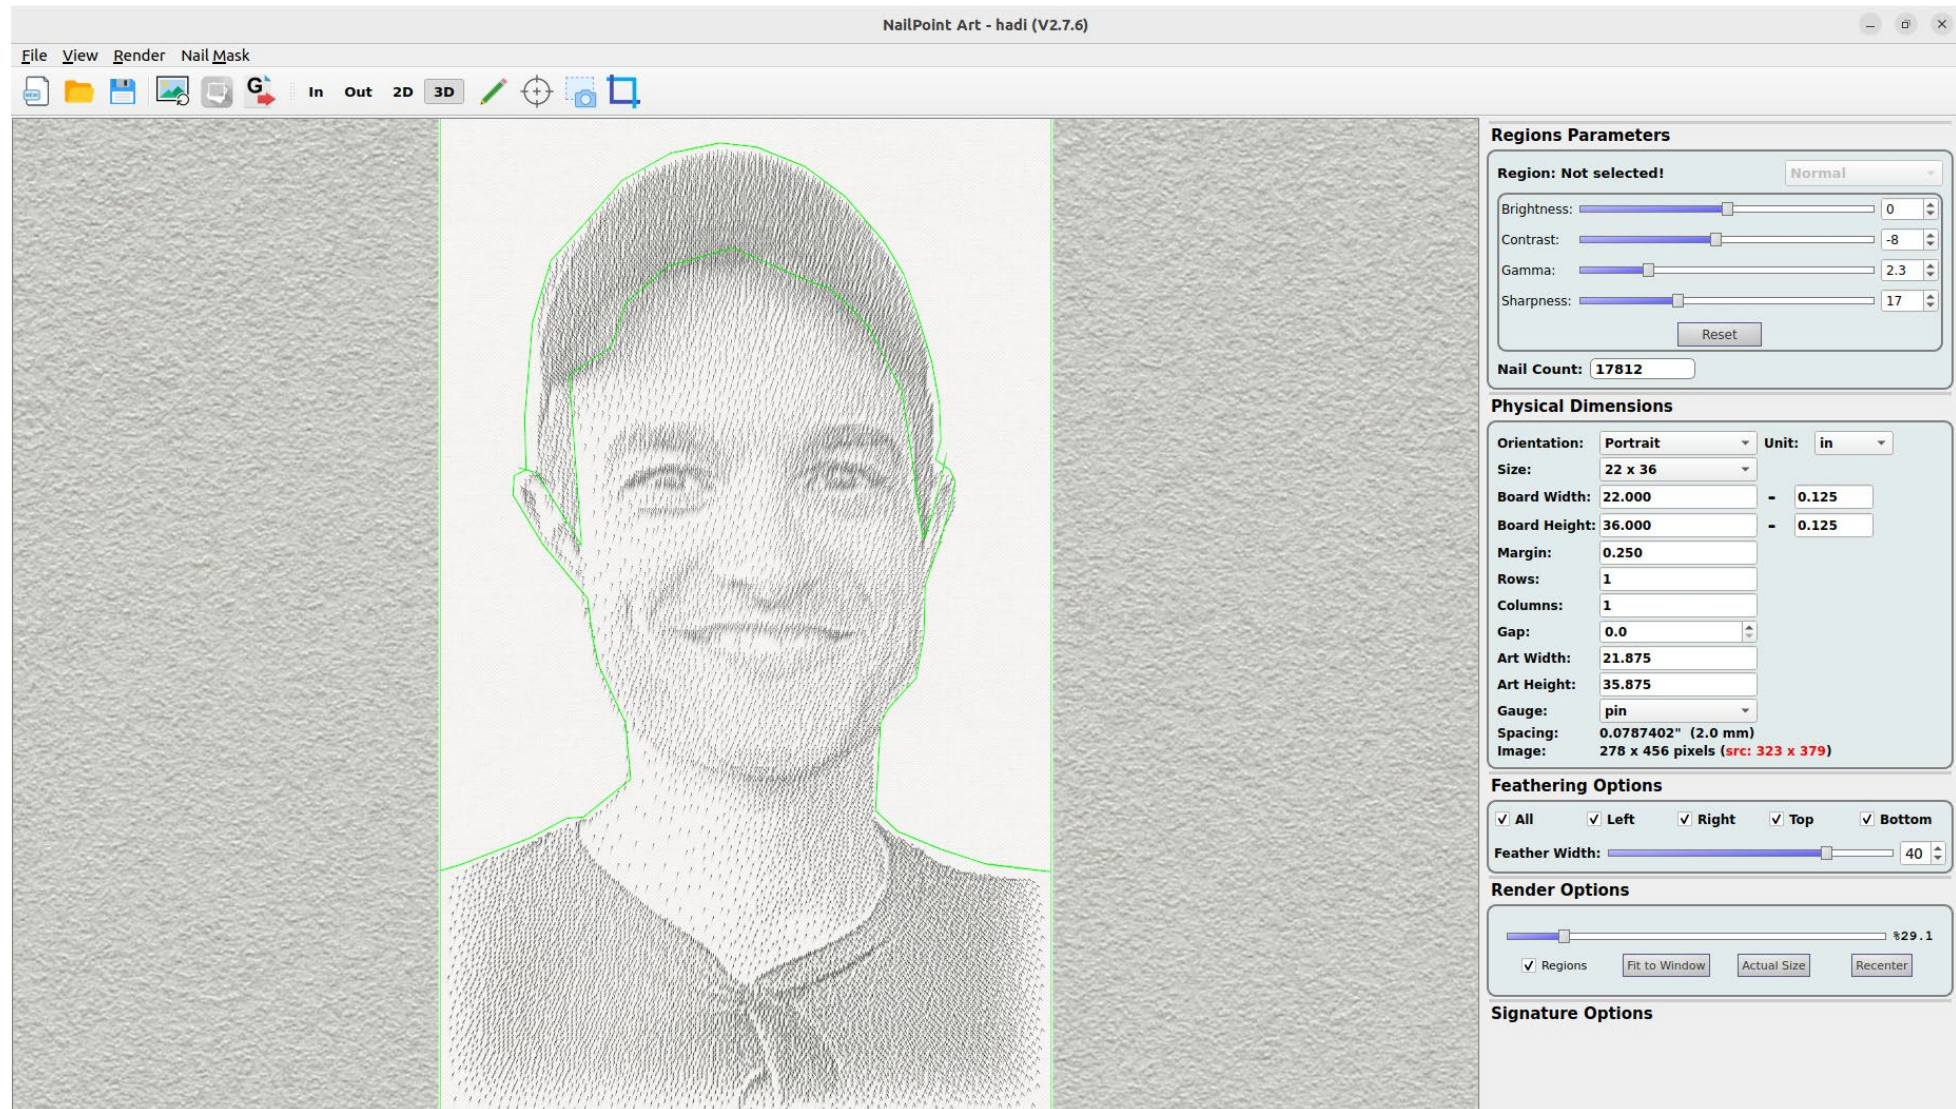 NailPoint Art - hadi (V2.7.6)
File View Render Nail Mask
NEW G In Out 2D 3D
Regions Parameters
Region: Not selected! Normal
Brightness: 0
Contrast: -8
Gamma: 2.3
Sharpness: 17
Reset
Nail Count: 17812
Physical Dimensions
Orientation: Portrait Unit: in
Size: 22 x 36
Board Width: 22.000 - 0.125
Board Height: 36.000 - 0.125
Margin: 0.250
Rows: 1
Columns: 1
Gap: 0.0
Art Width: 21.875
Art Height: 35.875
Gauge: pin
Spacing: 0.0787402" (2.0 mm)
Image: 278 x 456 pixels (src: 323 x 379)
Feathering Options
All Left Right Top Bottom
Feather Width: 40
Render Options
%29.1
Regions Fit to Window Actual Size Recenter
Signature Options